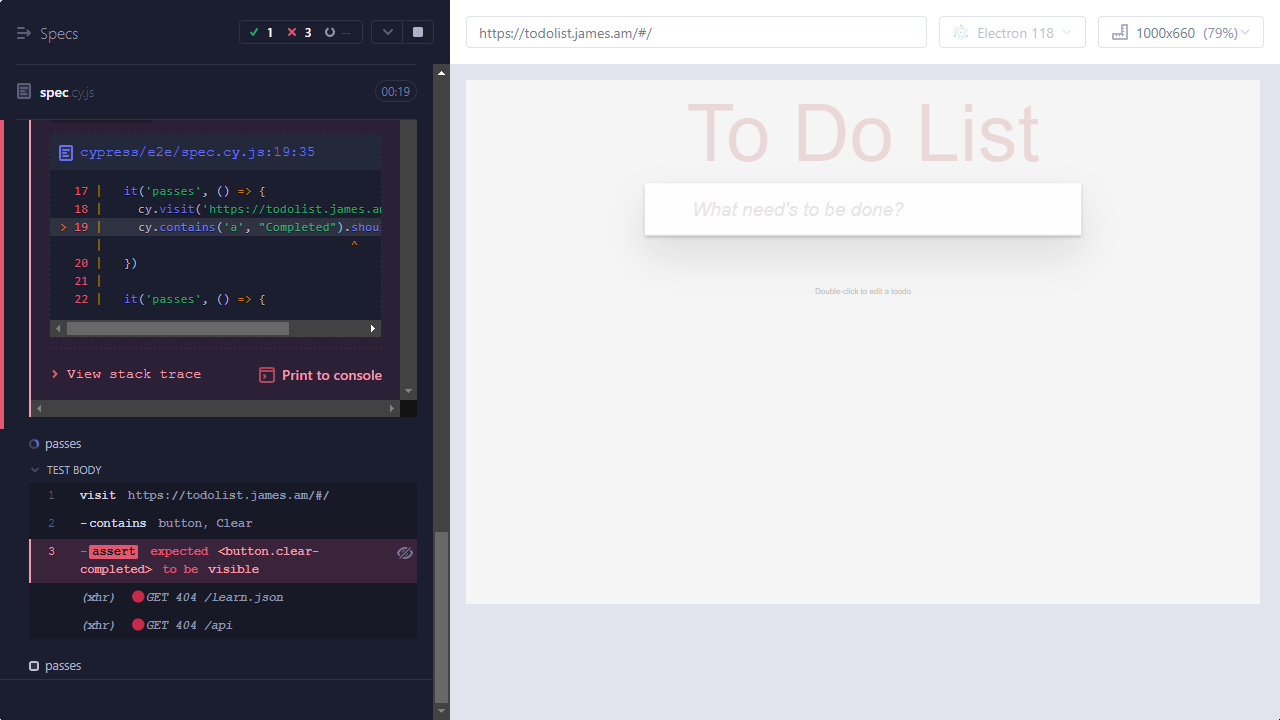 Specs
1 3 --
spec.cy.js 00:19
cypress/e2e/spec.cy.js:19:35
17 | it('passes', () => {
18 | cy.visit('https://todolist.james.am
> 19 | cy.contains('a', "Completed").shou
| ^
20 | })
21 |
22 | it('passes', () => {
> View stack trace
Print to console
passes
TEST BODY
1 visit https://todolist.james.am/#/
2 -contains button, Clear
3 -assert expected <button.clear-
completed> to be visible
(xhr) GET 404 /learn.json
(xhr) GET 404 /api
passes
https://todolist.james.am/#/
Electron 118
1000x660 (79%)
To Do List
What need's to be done?
Double-click to edit a toodo